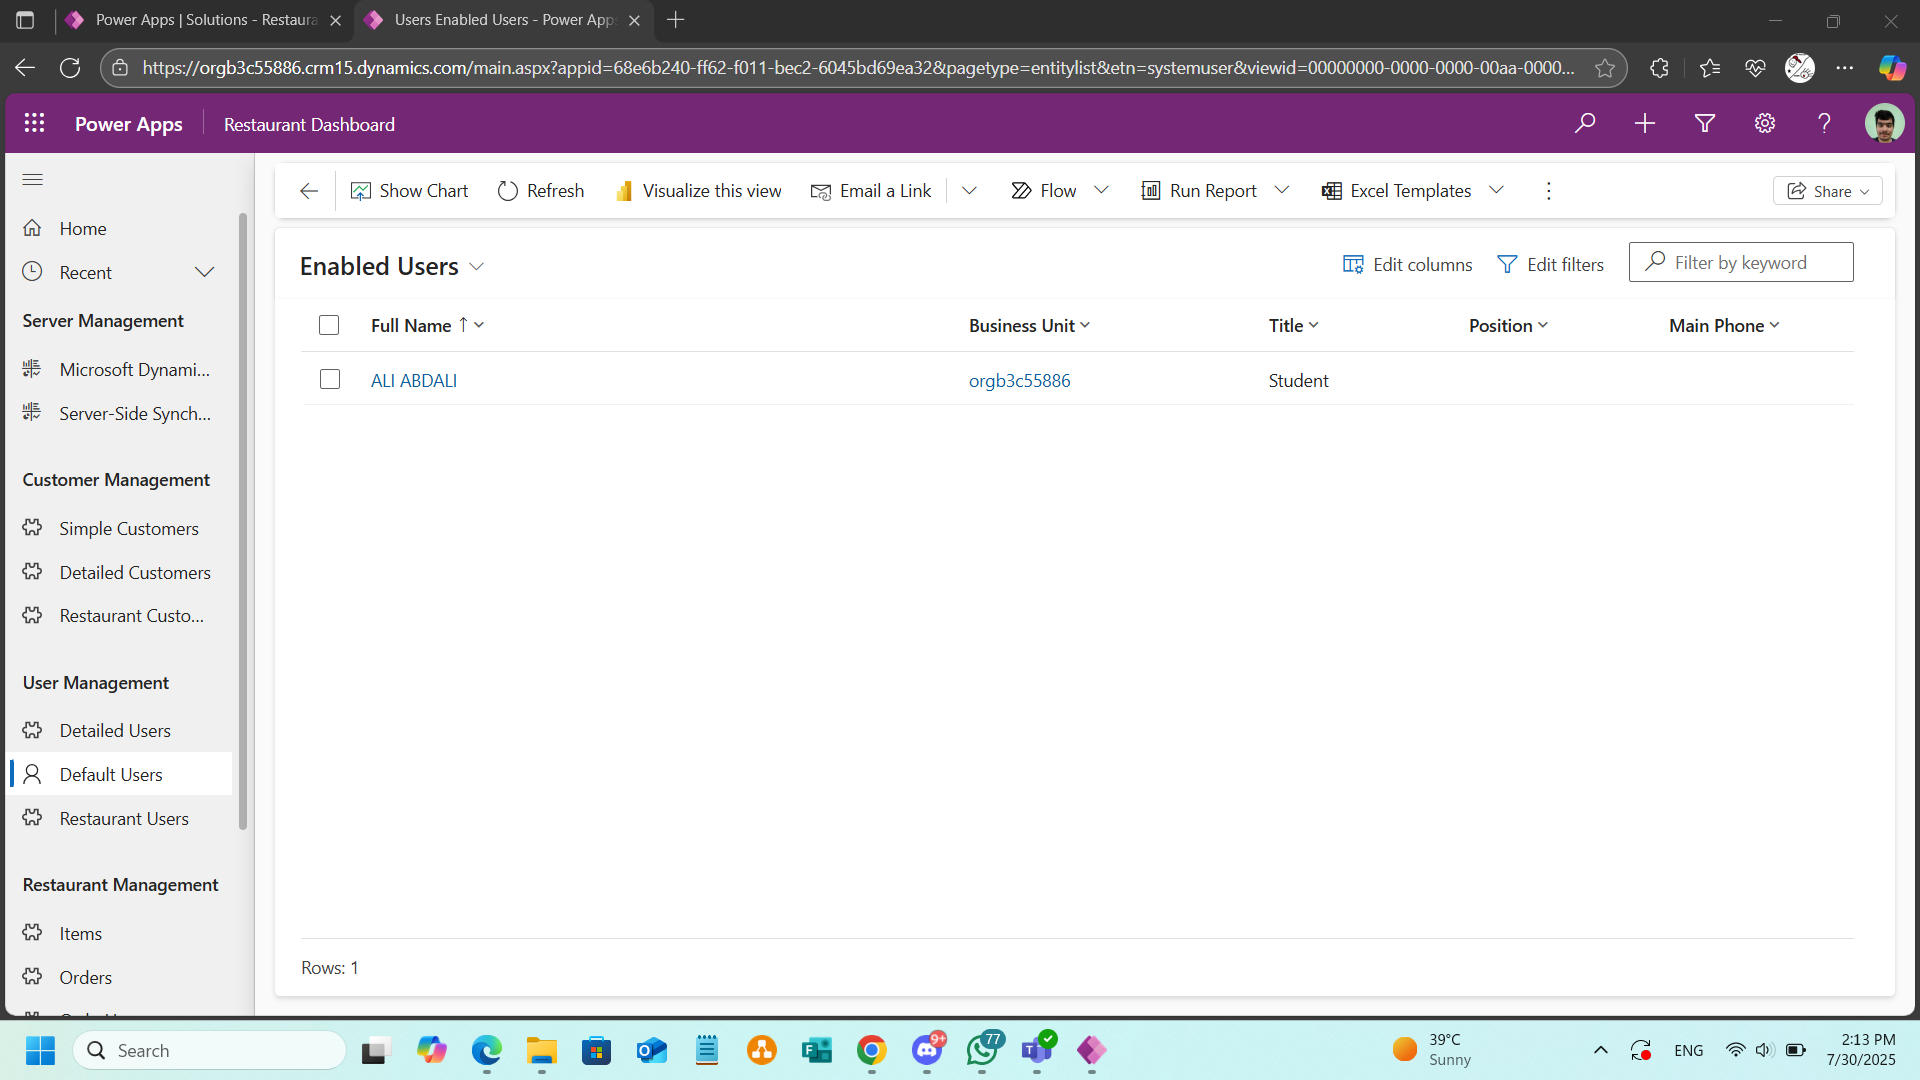 Power Apps | Solutions - Restaura
Users Enabled Users - Power Apps
https://orgb3c55886.crm15.dynamics.com/main.aspx?appid=68e6b240-ff62-f011-bec2-6045bd69ea32&pagetype=entitylist&etn=systemuser&viewid=00000000-0000-0000-00aa-0000...
Power Apps
Restaurant Dashboard
Home
Recent
Server Management
Microsoft Dynami...
Server-Side Synch...
Customer Management
Simple Customers
Detailed Customers
Restaurant Custo...
User Management
Detailed Users
Default Users
Restaurant Users
Restaurant Management
Items
Orders
Show Chart
Refresh
Visualize this view
Email a Link
Flow
Run Report
Excel Templates
Share
Enabled Users
Edit columns
Edit filters
Filter by keyword
Full Name
Business Unit
Title
Position
Main Phone
ALI ABDALI
orgb3c55886
Student
Rows: 1
Search
9+
77
39°C
Sunny
ENG
2:13 PM
7/30/2025